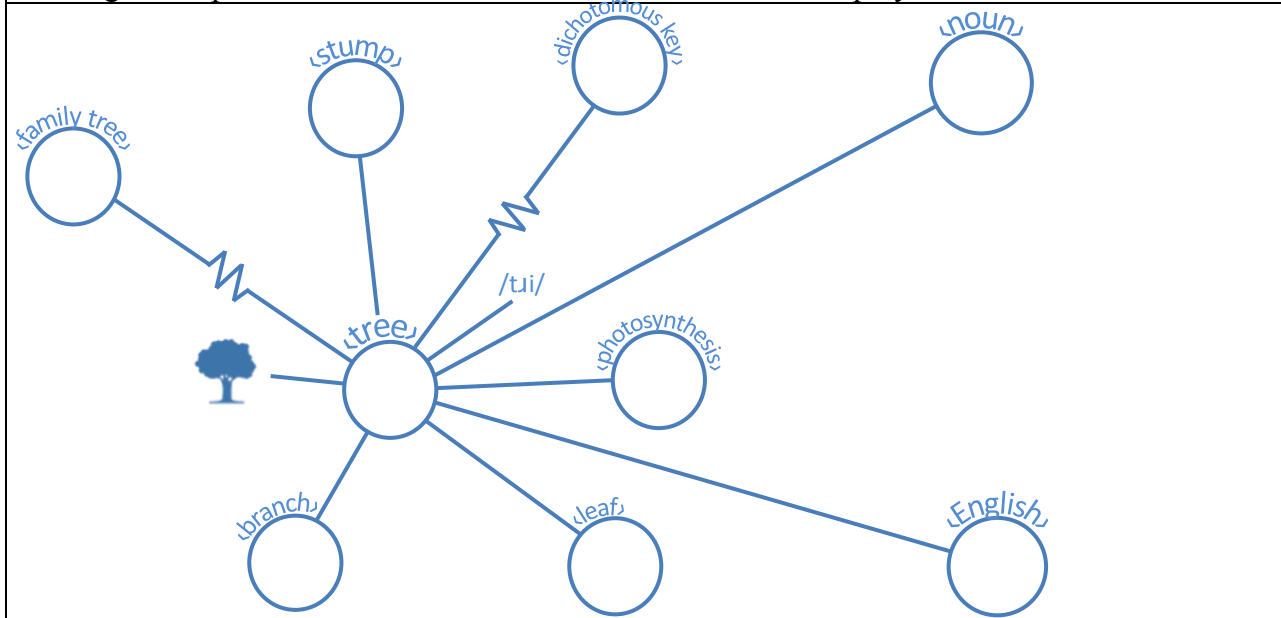 ‹dichotomous key›
‹noun›
‹stump›
‹family tree›
/tɹi/
‹tree›
‹photosynthesis›
‹branch›
‹leaf›
‹English›